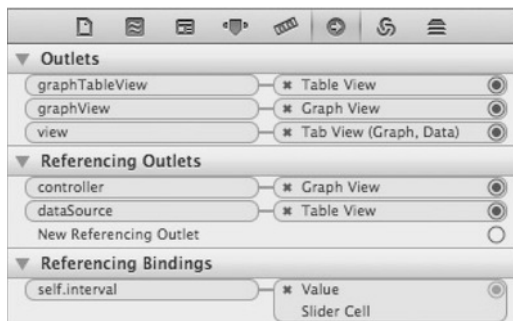 Outlets
graphTableView Table View
graphView Graph View
view Tab View (Graph, Data)
Referencing Outlets
controller Graph View
dataSource Table View
New Referencing Outlet
Referencing Bindings
self.interval Value
Slider Cell